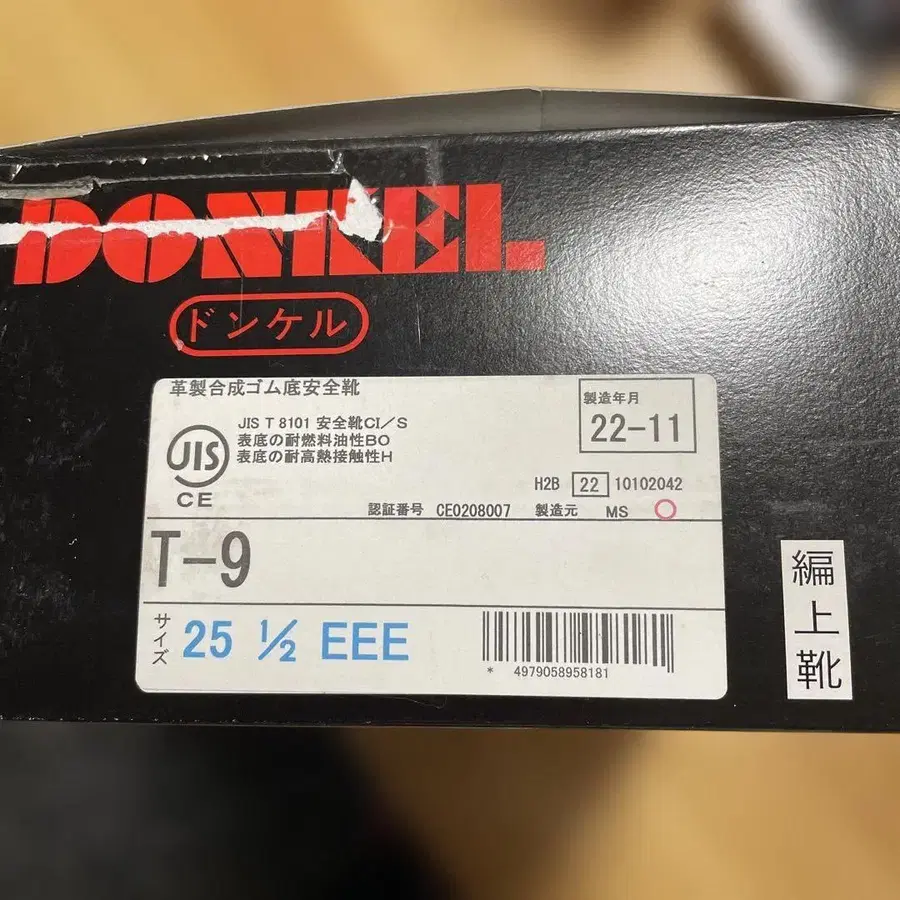 DONKEL
ドンケル
革製合成ゴム底安全靴
製造年月
22-11
JIS
CE
JIS T 8101 安全靴CI/S
表底の耐燃料油性BO
表底の耐高熱接触性H
H2B 22 10102042
認証番号 CE0208007 製造元 MS
T-9
サイズ 25 ½ EEE
* 4979058958181
編上靴